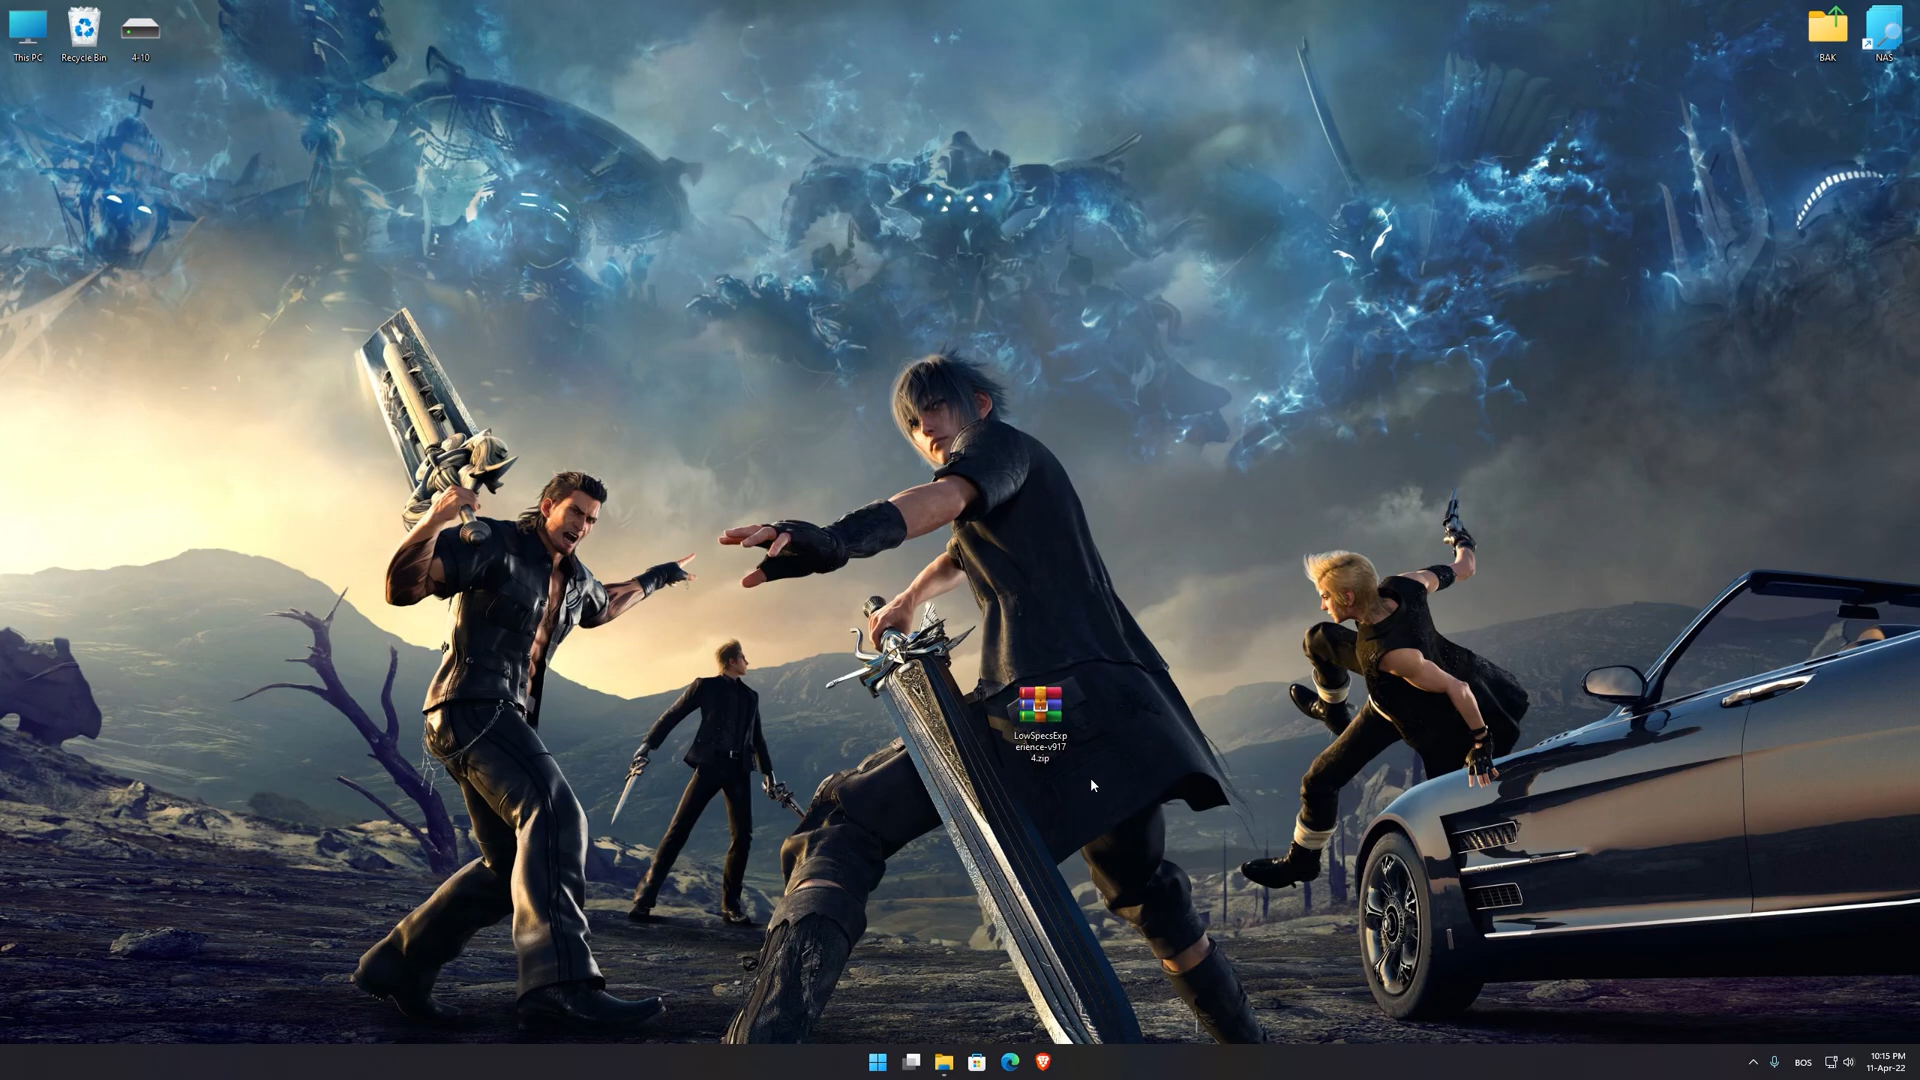 This PC
Recycle Bin
4-10
BAK
NAS
LowSpecsExp
erience-v917
4.zip
BOS
10:15 PM
11-Apr-22